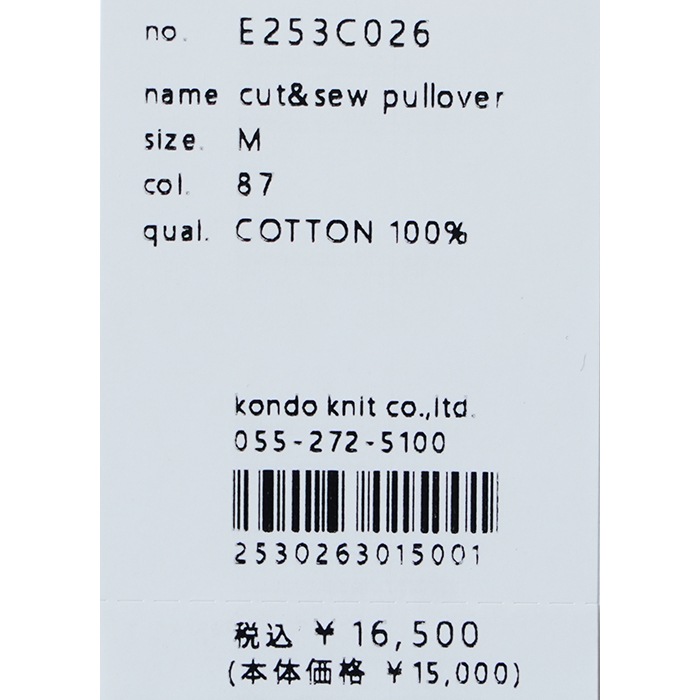 no. E253C026
name cut&sew pullover
size. M
col. 87
qual. COTTON 100%
kondo knit co.,ltd.
055-272-5100
2530263015001
税込 ¥ 16,500
(本体価格 ¥15,000)